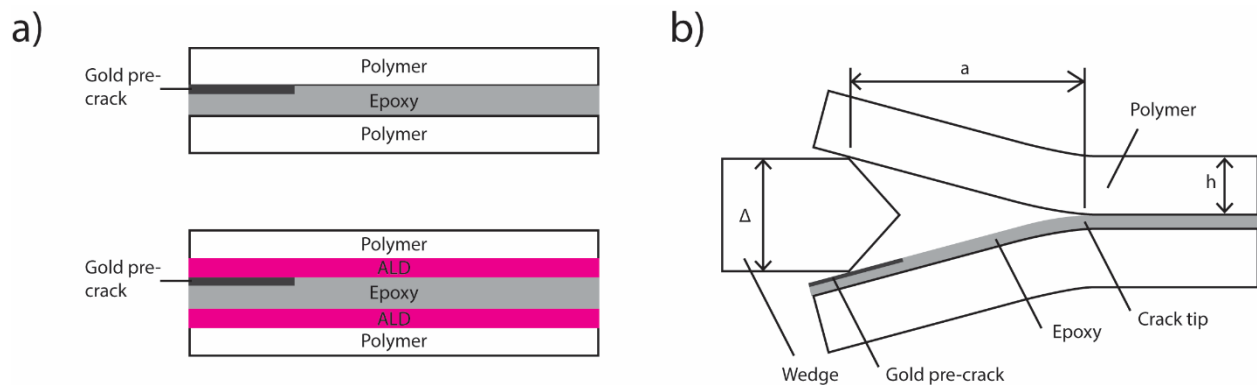 a)
Polymer
Gold pre-
crack
Epoxy
Polymer
Polymer
ALD
Gold pre-
crack
Epoxy
ALD
Polymer
b)
a
Polymer
Δ
h
Crack tip
Epoxy
Wedge
Gold pre-crack